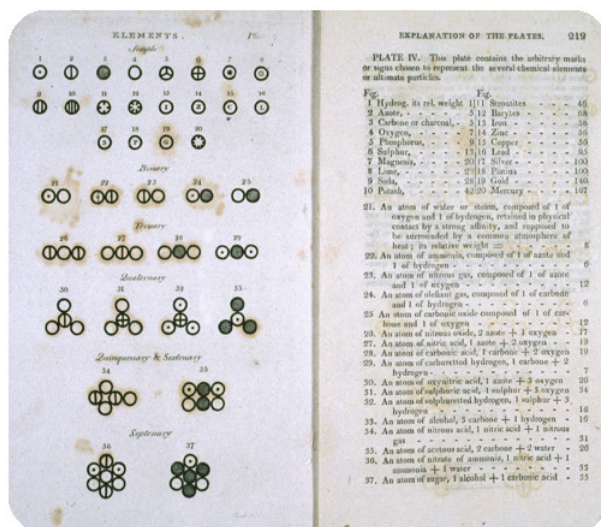 ELEMENTS.
Simple
1 2 3 4 5 6 7 8
9 10 11 12 13 14 15 16
17 18 19 20
Binary
21 22 23 24 25
Ternary
26 27 28 29
Quaternary
30 31 32 33
Quinquenary & Sextenary
34 35
Septenary
36 37
EXPLANATION OF THE PLATES. 219
PLATE IV. This plate contains the arbitrary marks
or signs chosen to represent the several chemical elements
or ultimate particles.
Fig. Fig.
1 Hydrog. its rel. weight 1 11 Strontites - 46
2 Azote, - 5 12 Barytes - 68
3 Carbone or charcoal, - 5 13 Iron - 38
4 Oxygen, - 7 14 Zinc - 56
5 Phosphorus, - 9 15 Copper - 56
6 Sulphur, - 13 16 Lead - 95
7 Magnesia, - 20 17 Silver - 100
8 Lime, - 23 18 Platina - 100
9 Soda, - 28 19 Gold - 140
10 Potash, - 42 20 Mercury - 167
21. An atom of water or steam, composed of 1 of
oxygen and 1 of hydrogen, retained in physical
contact by a strong affinity, and supposed to
be surrounded by a common atmosphere of
heat; its relative weight = - 8
22. An atom of ammonia, composed of 1 of azote and
1 of hydrogen - 6
23. An atom of nitrous gas, composed of 1 of azote
and 1 of oxygen - 12
24. An atom of olefiant gas, composed of 1 of carbone
and 1 of hydrogen - 6
25 An atom of carbonic oxide composed of 1 of car-
bone and 1 of oxygen - 12
26. An atom of nitrous oxide, 2 azote + 1 oxygen - 17
27. An atom of nitric acid, 1 azote + 2 oxygen - 19
28. An atom of carbonic acid, 1 carbone + 2 oxygen 19
29. An atom of carburetted hydrogen, 1 carbone + 2
hydrogen - 7
30. An atom of oxynitric acid, 1 azote + 3 oxygen 26
31. An atom of sulphuric acid, 1 sulphur + 3 oxygen 34
32. An atom of sulphuretted hydrogen, 1 sulphur + 3
hydrogen - 16
33. An atom of alcohol, 3 carbone + 1 hydrogen - 16
34. An atom of nitrous acid, 1 nitric acid + 1 nitrous
gas - 31
35. An atom of acetous acid, 2 carbone + 2 water - 26
36. An atom of nitrate of ammonia, 1 nitric acid + 1
ammonia + 1 water - 33
37. An atom of sugar, 1 alcohol + 1 carbonic acid - 35